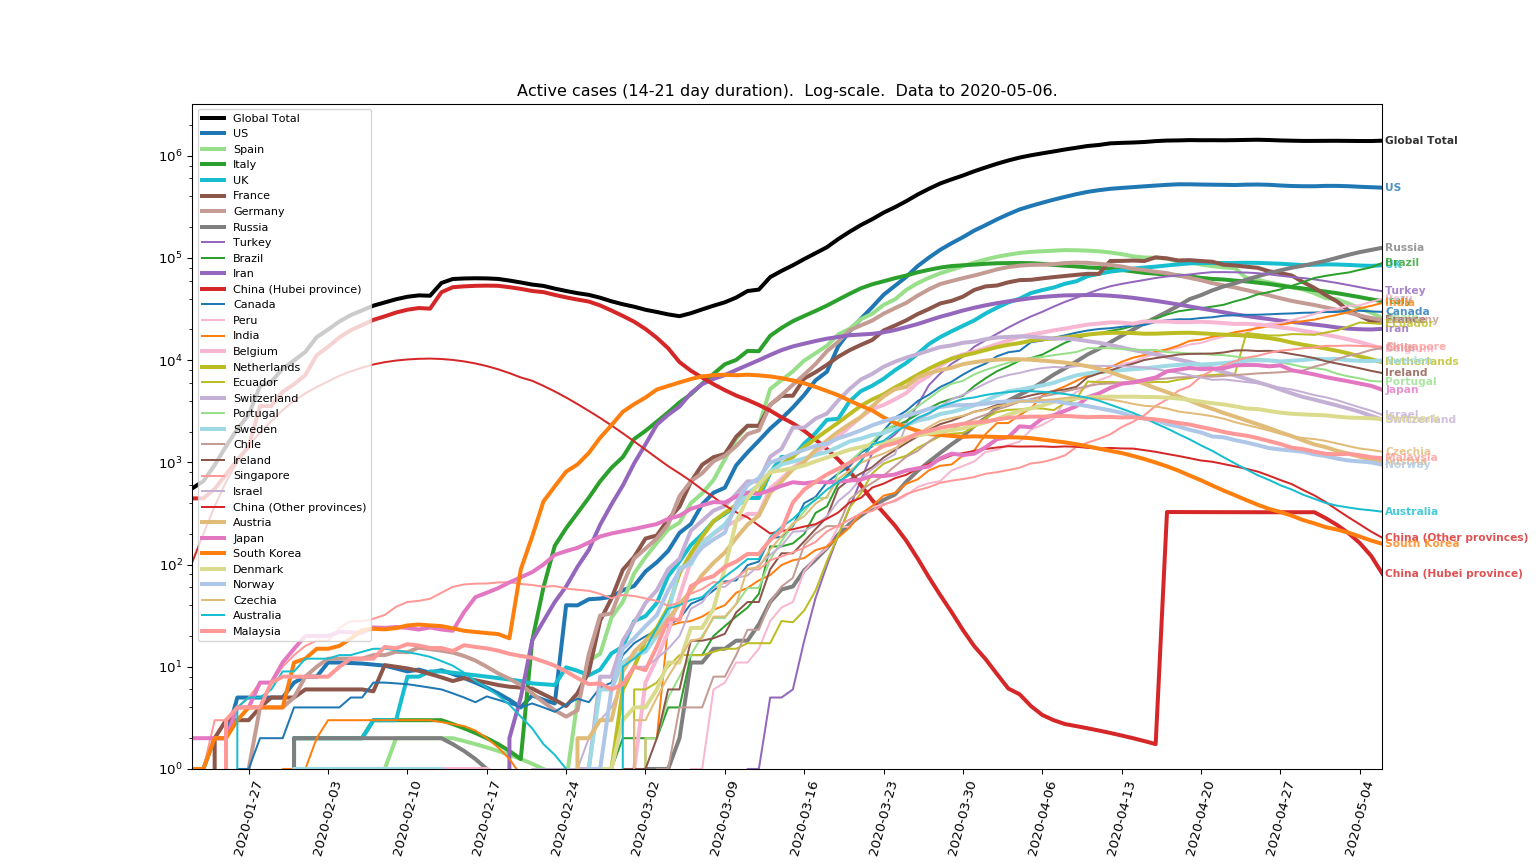 Active cases (14-21 day duration).  Log-scale.  Data to 2020-05-06.
Global Total
US
Spain
Italy
UK
France
Germany
Russia
Turkey
Brazil
Iran
China (Hubei province)
Canada
Peru
India
Belgium
Netherlands
Ecuador
Switzerland
Portugal
Sweden
Chile
Ireland
Singapore
Israel
China (Other provinces)
Austria
Japan
South Korea
Denmark
Norway
Czechia
Australia
Malaysia
10⁶
10⁵
10⁴
10³
10²
10¹
10⁰
Global Total
US
Russia
Brazil
Turkey
India
Canada
France
Ecuador
Iran
Netherlands
Ireland
Portugal
Japan
Israel
Switzerland
Czechia
Malaysia
Norway
Australia
China (Other provinces)
South Korea
China (Hubei province)
2020-01-27
2020-02-03
2020-02-10
2020-02-17
2020-02-24
2020-03-02
2020-03-09
2020-03-16
2020-03-23
2020-03-30
2020-04-06
2020-04-13
2020-04-20
2020-04-27
2020-05-04